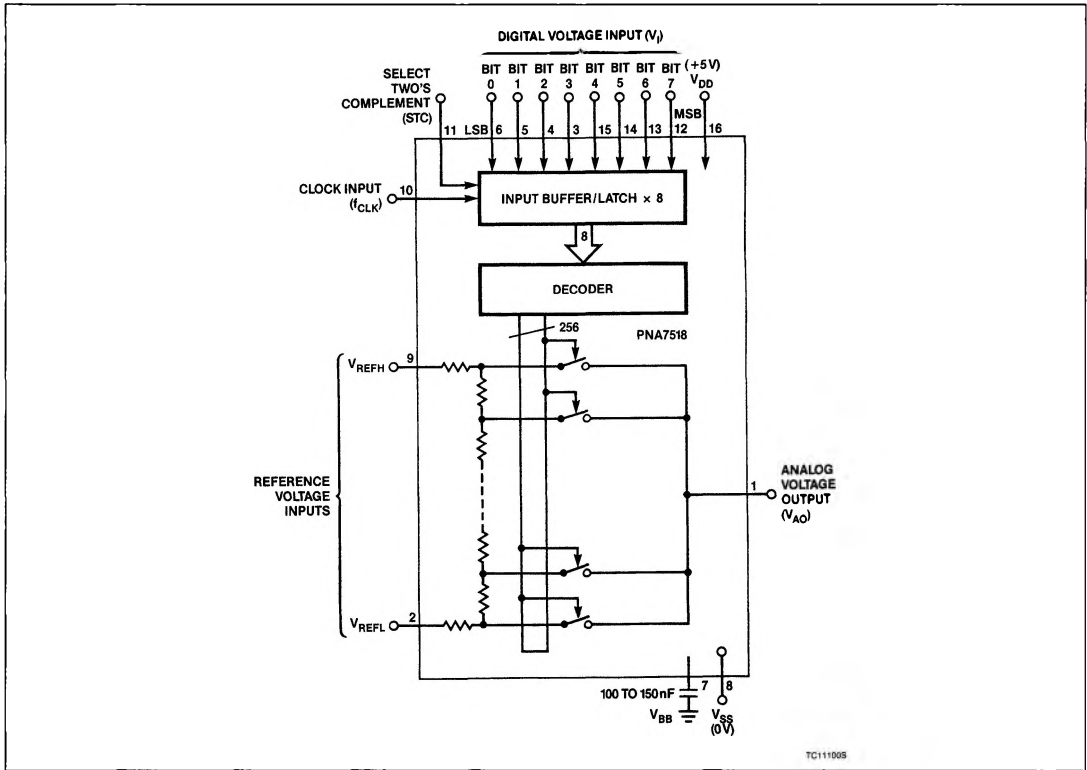 DIGITAL VOLTAGE INPUT (VI)
SELECT
TWO'S
COMPLEMENT
(STC)
BIT BIT BIT BIT BIT BIT BIT BIT (+5V)
0 1 2 3 4 5 6 7 VDD
MSB
11 LSB 6 5 4 3 15 14 13 12 16
CLOCK INPUT
(fCLK)
10
INPUT BUFFER/LATCH × 8
8
DECODER
256
PNA7518
VREFH
9
REFERENCE
VOLTAGE
INPUTS
1
ANALOG
VOLTAGE
OUTPUT
(VAO)
VREFL
2
100 TO 150nF
7
8
VBB
VSS
(0V)
TC11100S